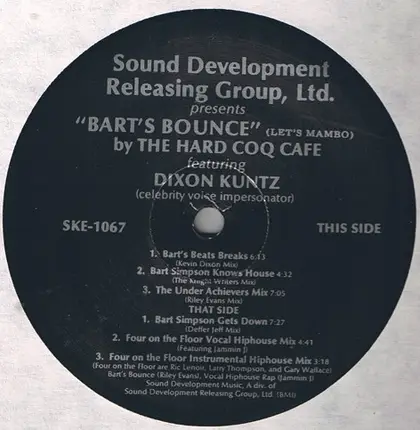 Sound Development
Releasing Group, Ltd.
presents
"BART'S BOUNCE" (LET'S MAMBO)
by THE HARD COQ CAFE
featuring
DIXON KUNTZ
(celebrity voice impersonator)
SKE-1067
THIS SIDE
1. Bart's Beats Breaks 6:13
(Kevin Dixon Mix)
2. Bart Simpson Knows House 4:32
(The Knight Writers Mix)
3. The Under Achievers Mix 7:05
(Riley Evans Mix)
THAT SIDE
1. Bart Simpson Gets Down 7:27
(Deffer Jeff Mix)
2. Four on the Floor Vocal Hiphouse Mix 4:41
(Featuring Jammin J)
3. Four on the Floor Instrumental Hiphouse Mix 3:18
(Four on the Floor are Ric Lenoir, Larry Thompson, and Gary Wallace)
Bart's Bounce (Riley Evans), Vocal Hiphouse Rap (Jammin J)
Sound Development Music, A div. of
Sound Development Releasing Group, Ltd. (BMI)